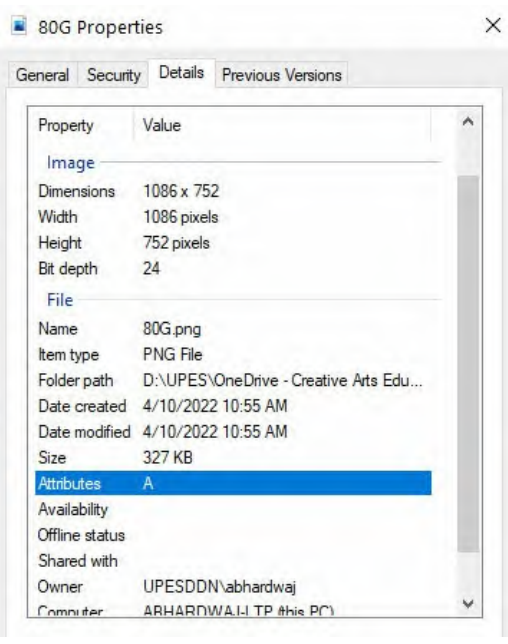 80G Properties
General Security Details Previous Versions
Property Value
Image
Dimensions 1086 x 752
Width 1086 pixels
Height 752 pixels
Bit depth 24
File
Name 80G.png
Item type PNG File
Folder path D:\UPES\OneDrive - Creative Arts Edu...
Date created 4/10/2022 10:55 AM
Date modified 4/10/2022 10:55 AM
Size 327 KB
Attributes A
Availability
Offline status
Shared with
Owner UPESDDN\abhardwaj
Computer ABHARDWAJ-LTP (this PC)